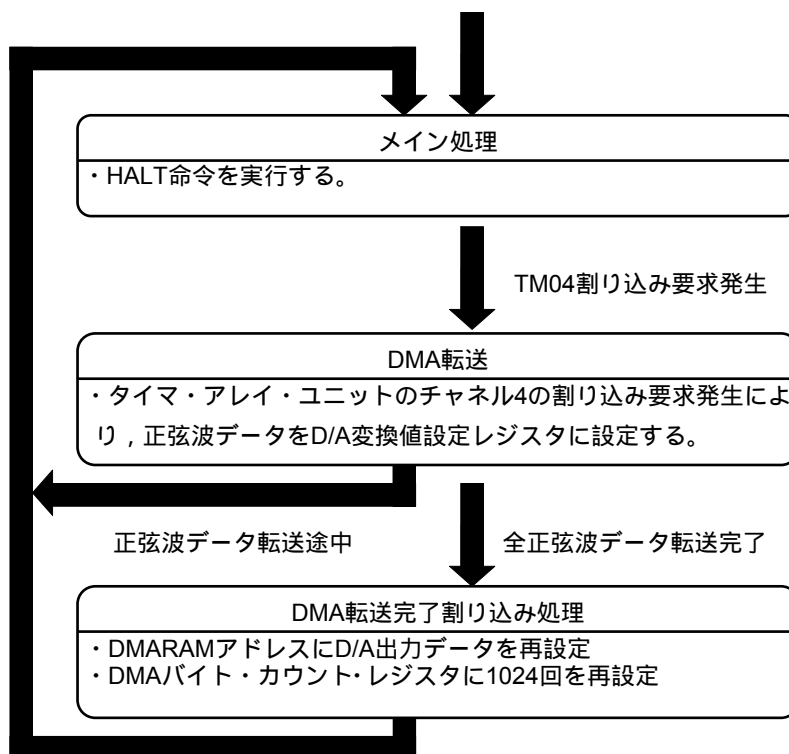 メイン処理
・HALT命令を実行する。
TM04割り込み要求発生
DMA転送
・タイマ・アレイ・ユニットのチャネル4の割り込み要求発生によ
り，正弦波データをD/A変換値設定レジスタに設定する。
正弦波データ転送途中
全正弦波データ転送完了
DMA転送完了割り込み処理
・DMARAMアドレスにD/A出力データを再設定
・DMAバイト・カウント・レジスタに1024回を再設定